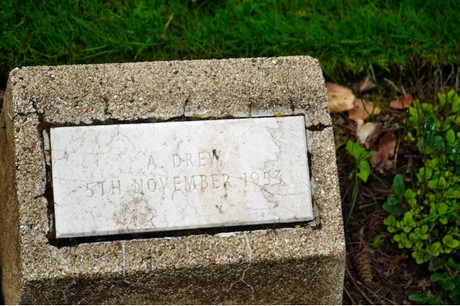 A. DREW
5TH NOVEMBER 1953